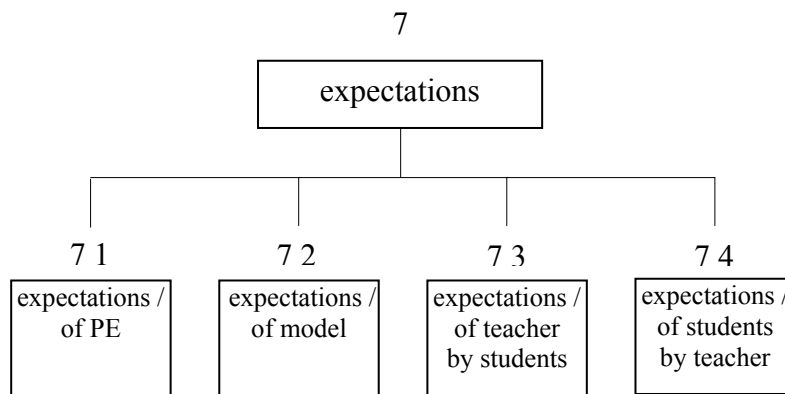 7
expectations
7 1
7 2
7 3
7 4
expectations /
of PE
expectations /
of model
expectations /
of teacher
by students
expectations /
of students
by teacher